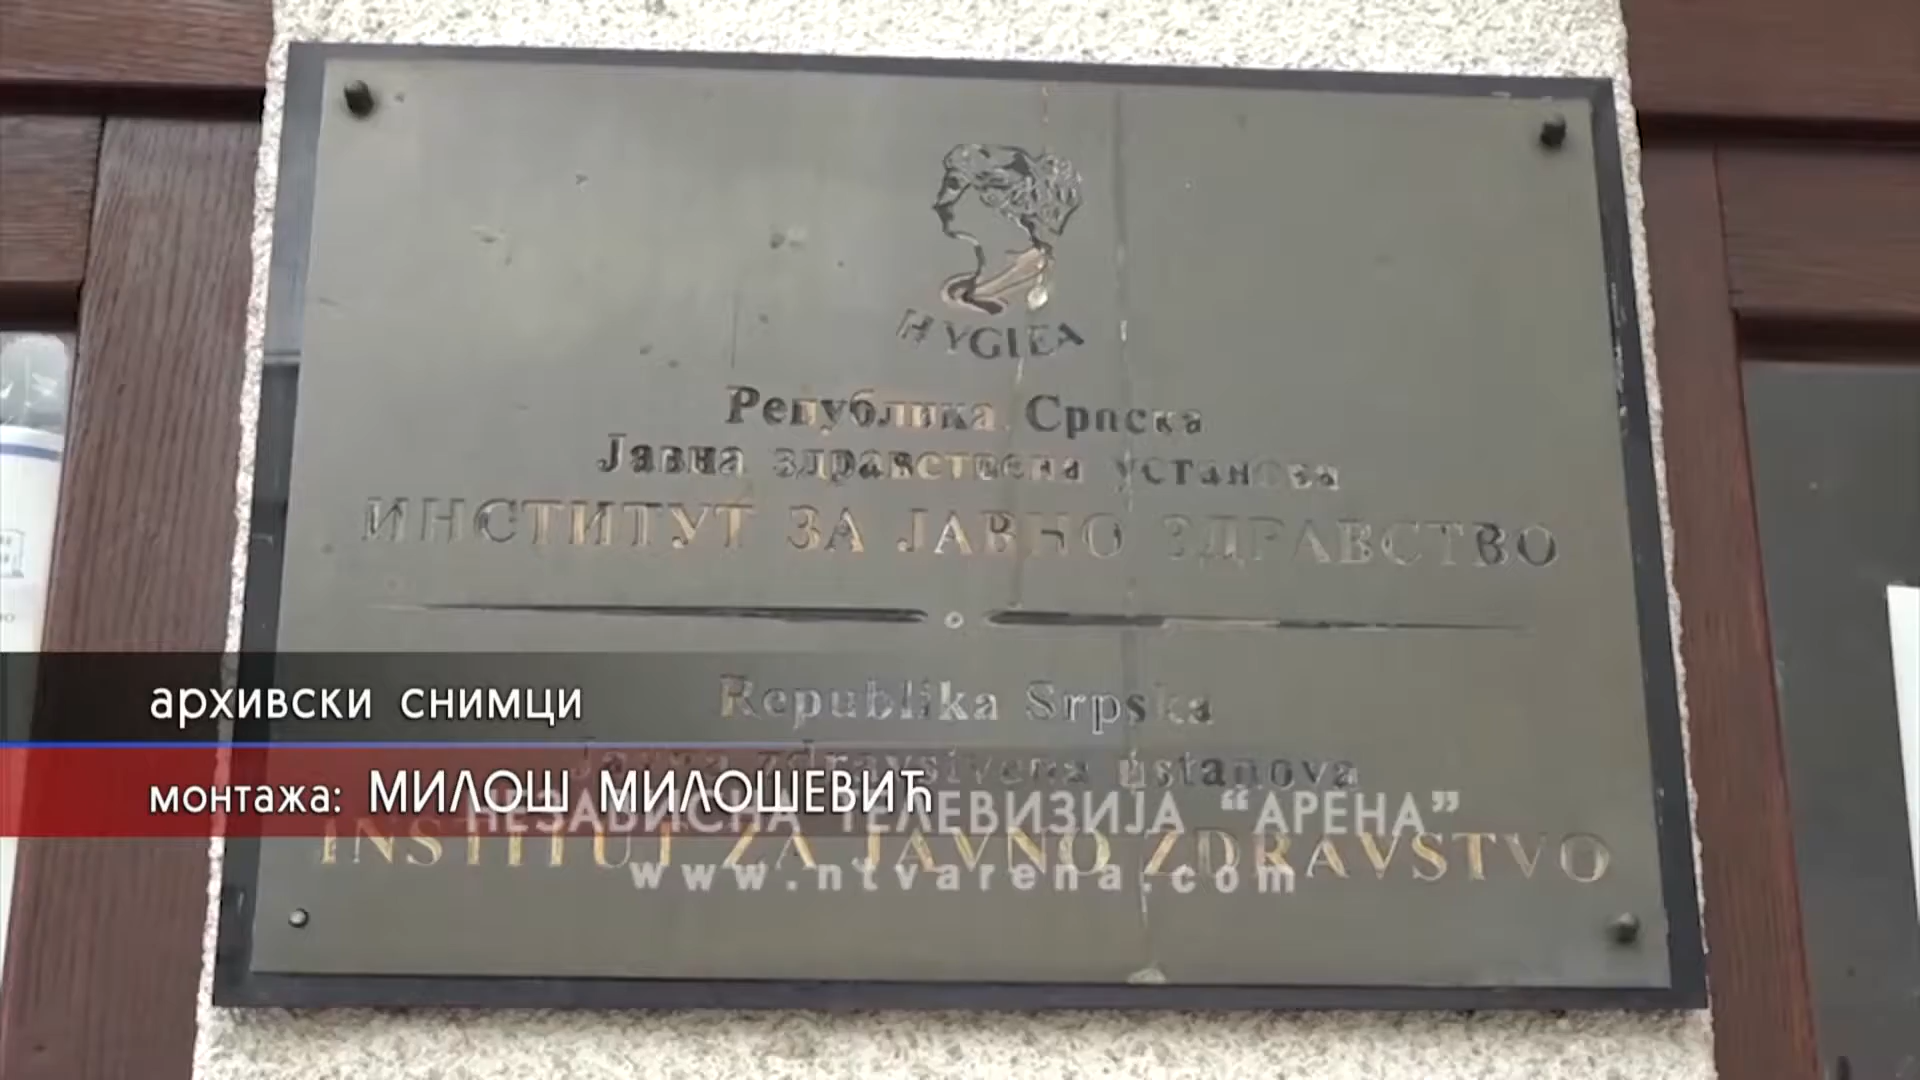 HYGIEA
Република Српска
Јавна здравствена установа
ИНСТИТУТ ЗА ЈАВНО ЗДРАВСТВО
Republika Srpska
Javna zdravstvena ustanova
INSTITUT ZA JAVNO ZDRAVSTVO
архивски снимци
монтажа: МИЛОШ МИЛОШЕВИЋ
НЕЗАВИСНА ТЕЛЕВИЗИЈА “АРЕНА”
www.ntvarena.com